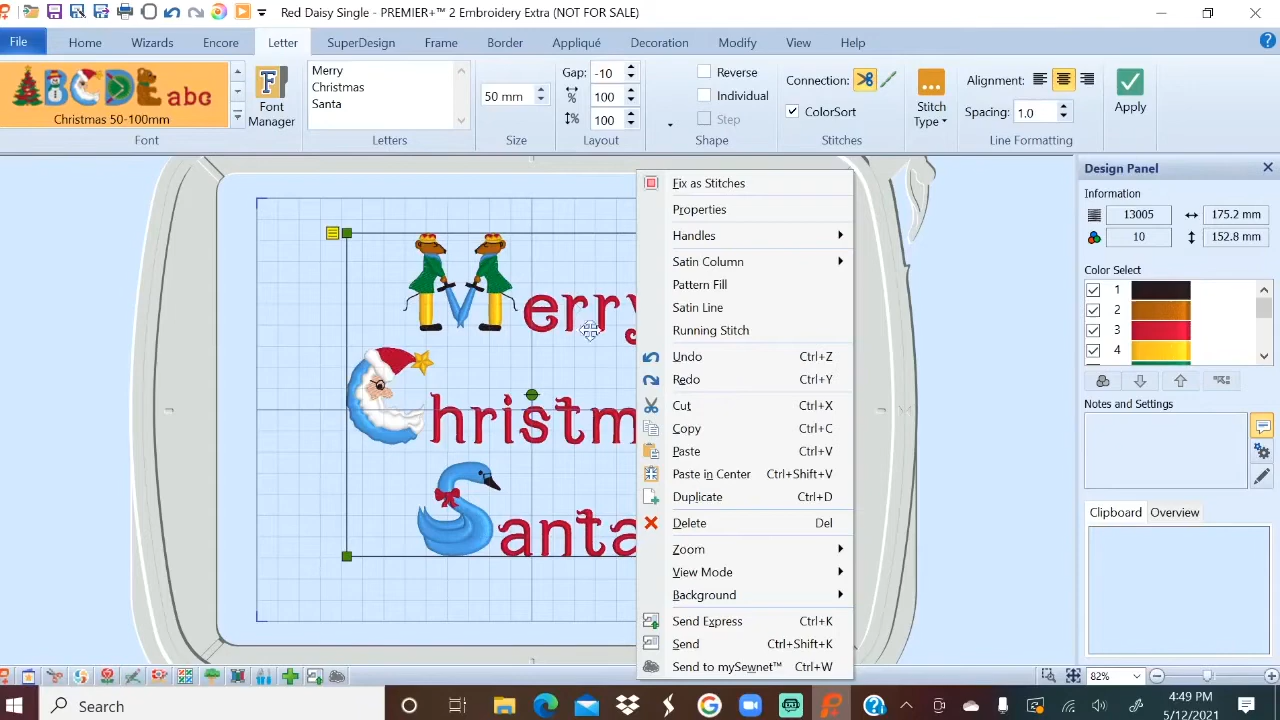 Red Daisy Single - PREMIER+™ 2 Embroidery Extra (NOT FOR SALE)
File Home Wizards Encore Letter SuperDesign Frame Border Appliqué Decoration Modify View Help
abc
Christmas 50-100mm
Font
Font Manager
Merry
Christmas
Santa
Letters
50 mm
Size
Gap: -10
% 100
% 100
Layout
Reverse
Individual
Step
Shape
Connection:
ColorSort
Stitches
Stitch Type
Alignment:
Spacing: 1.0
Line Formatting
Apply
Merry
Christm
Santa
Fix as Stitches
Properties
Handles
Satin Column
Pattern Fill
Satin Line
Running Stitch
Undo Ctrl+Z
Redo Ctrl+Y
Cut Ctrl+X
Copy Ctrl+C
Paste Ctrl+V
Paste in Center Ctrl+Shift+V
Duplicate Ctrl+D
Delete Del
Zoom
View Mode
Background
Send Express Ctrl+K
Send Ctrl+Shift+K
Send to mySewnet™ Ctrl+W
Design Panel
Information
13005 175.2 mm
10 152.8 mm
Color Select
1
2
3
4
Notes and Settings
Clipboard Overview
82%
Search
4:49 PM
5/12/2021